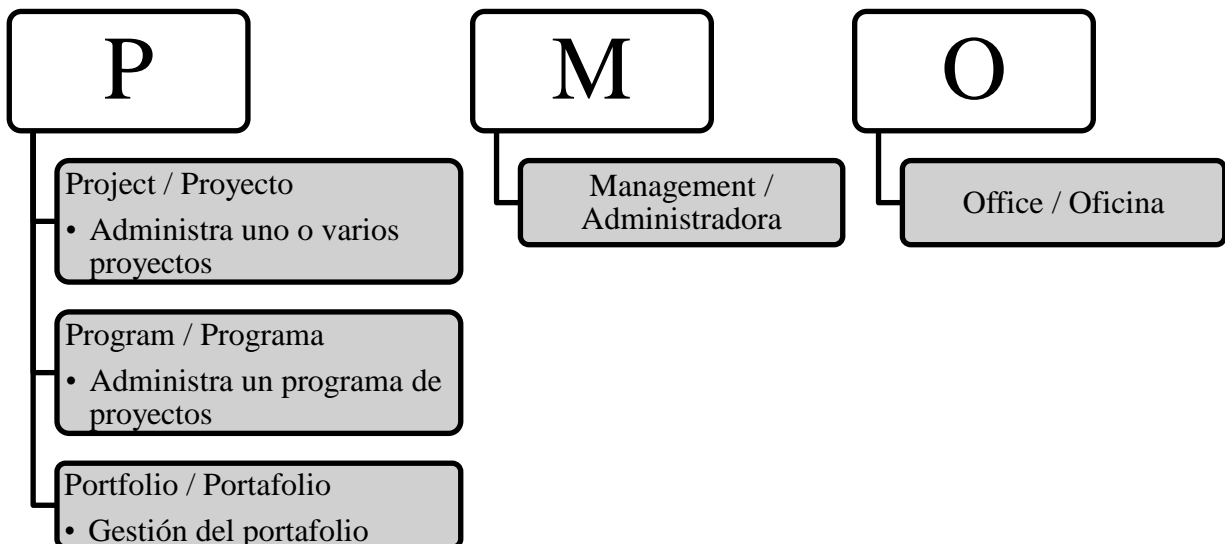 P
Project / Proyecto
• Administra uno o varios
proyectos
Program / Programa
• Administra un programa de
proyectos
Portfolio / Portafolio
• Gestión del portafolio
M
Management /
Administradora
O
Office / Oficina